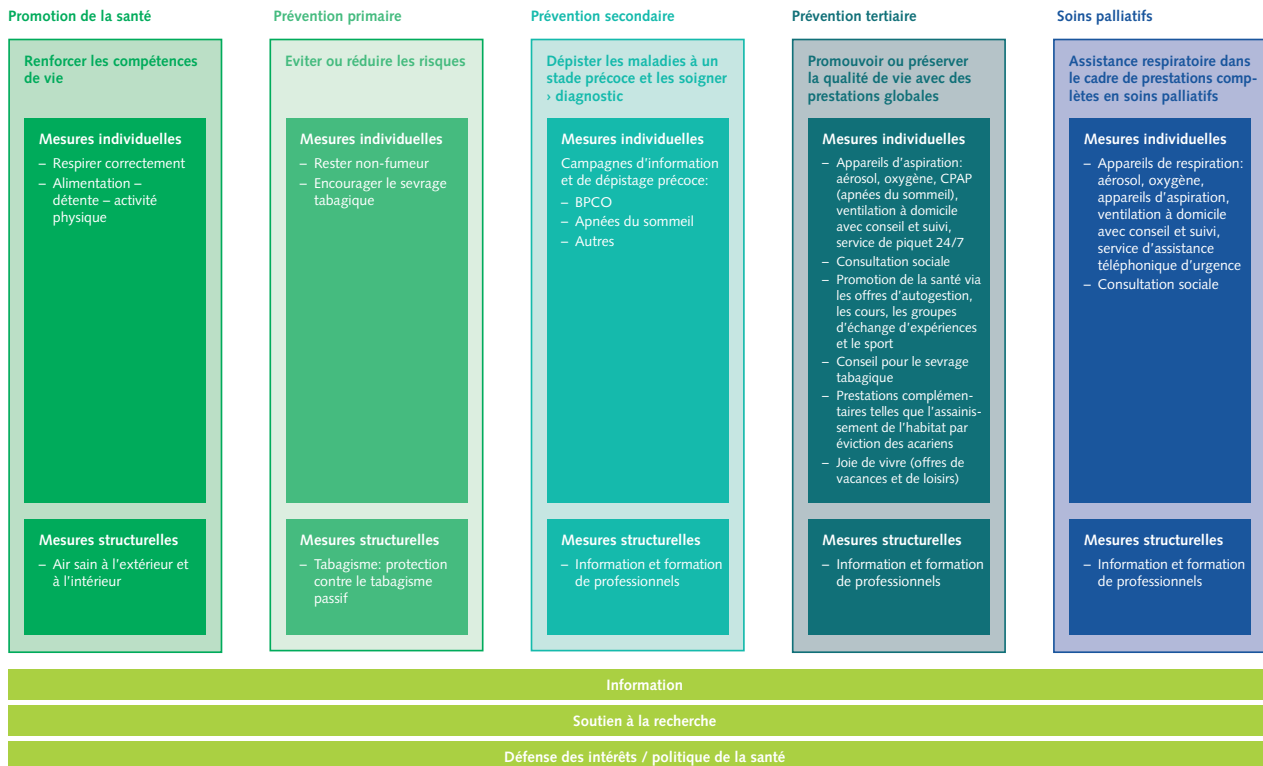 Promotion de la santé
Renforcer les compétences
de vie
Mesures individuelles
– Respirer correctement
– Alimentation –
détente – activité
physique
Mesures structurelles
– Air sain à l'extérieur et
à l'intérieur
Prévention primaire
Eviter ou réduire les risques
Mesures individuelles
– Rester non-fumeur
– Encourager le sevrage
tabagique
Mesures structurelles
– Tabagisme: protection
contre le tabagisme
passif
Prévention secondaire
Dépister les maladies à un
stade précoce et les soigner
› diagnostic
Mesures individuelles
Campagnes d'information
et de dépistage précoce:
– BPCO
– Apnées du sommeil
– Autres
Mesures structurelles
– Information et formation
de professionnels
Prévention tertiaire
Promouvoir ou préserver
la qualité de vie avec des
prestations globales
Mesures individuelles
– Appareils d'aspiration:
aérosol, oxygène, CPAP
(apnées du sommeil),
ventilation à domicile
avec conseil et suivi,
service de piquet 24/7
– Consultation sociale
– Promotion de la santé via
les offres d'autogestion,
les cours, les groupes
d'échange d'expériences
et le sport
– Conseil pour le sevrage
tabagique
– Prestations complémen-
taires telles que l'assainis-
sement de l'habitat par
éviction des acariens
– Joie de vivre (offres de
vacances et de loisirs)
Mesures structurelles
– Information et formation
de professionnels
Soins palliatifs
Assistance respiratoire dans
le cadre de prestations comp-
lètes en soins palliatifs
Mesures individuelles
– Appareils de respiration:
aérosol, oxygène,
appareils d'aspiration,
ventilation à domicile
avec conseil et suivi,
service d'assistance
téléphonique d'urgence
– Consultation sociale
Mesures structurelles
– Information et formation
de professionnels
Information
Soutien à la recherche
Défense des intérêts / politique de la santé